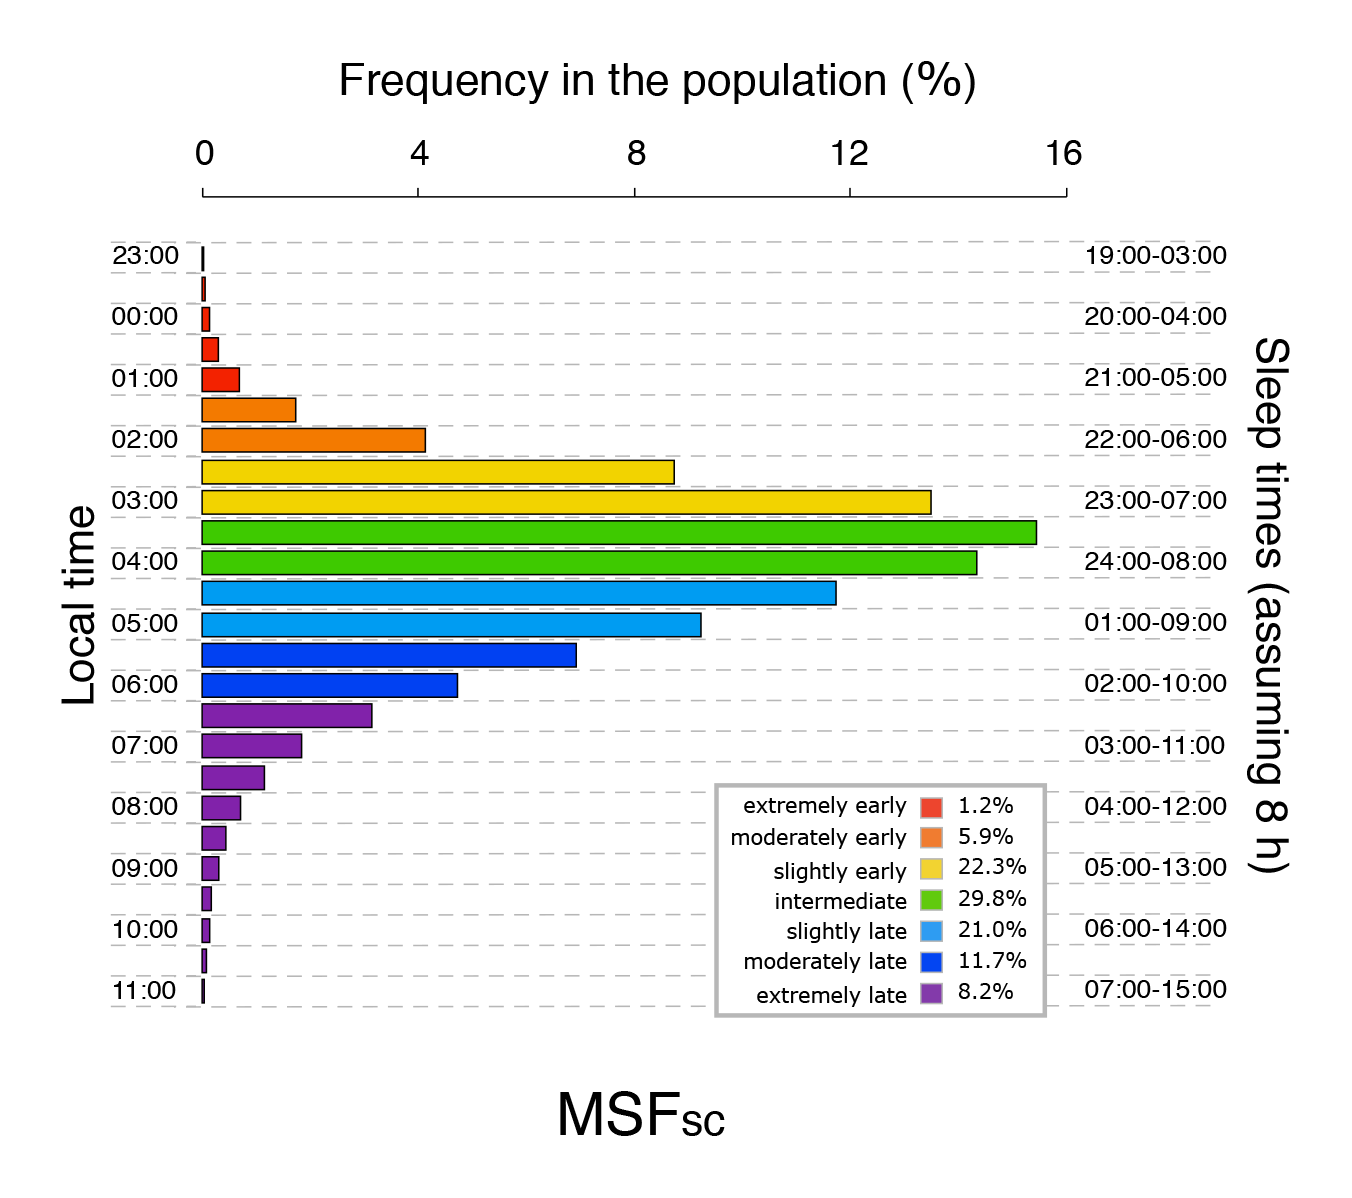 Frequency in the population (%)
0 4 8 12 16
23:00 19:00-03:00
00:00 20:00-04:00
01:00 21:00-05:00
02:00 22:00-06:00
03:00 23:00-07:00
04:00 24:00-08:00
05:00 01:00-09:00
06:00 02:00-10:00
07:00 03:00-11:00
08:00 04:00-12:00
09:00 05:00-13:00
10:00 06:00-14:00
11:00 07:00-15:00
Local time
Sleep times (assuming 8 h)
extremely early 1.2%
moderately early 5.9%
slightly early 22.3%
intermediate 29.8%
slightly late 21.0%
moderately late 11.7%
extremely late 8.2%
MSFsc